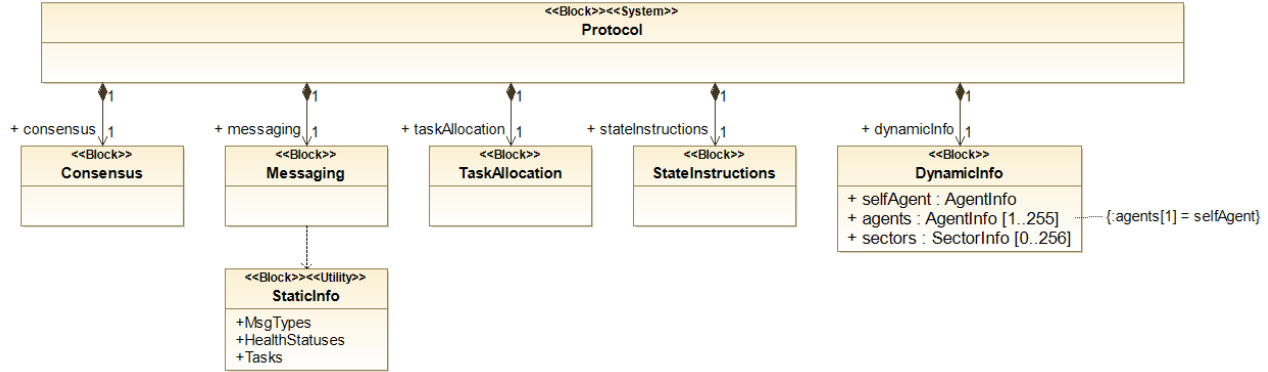 <<Block>><<System>>
Protocol
1 1 1 1 1
+ consensus 1 + messaging 1 + taskAllocation 1 + stateInstructions 1 + dynamicInfo 1
<<Block>> <<Block>> <<Block>> <<Block>> <<Block>>
Consensus Messaging TaskAllocation StateInstructions DynamicInfo
+ selfAgent : AgentInfo
+ agents : AgentInfo [1..255] {:agents[1] = selfAgent}
+ sectors : SectorInfo [0..256]
<<Block>><<Utility>>
StaticInfo
+MsgTypes
+HealthStatuses
+Tasks